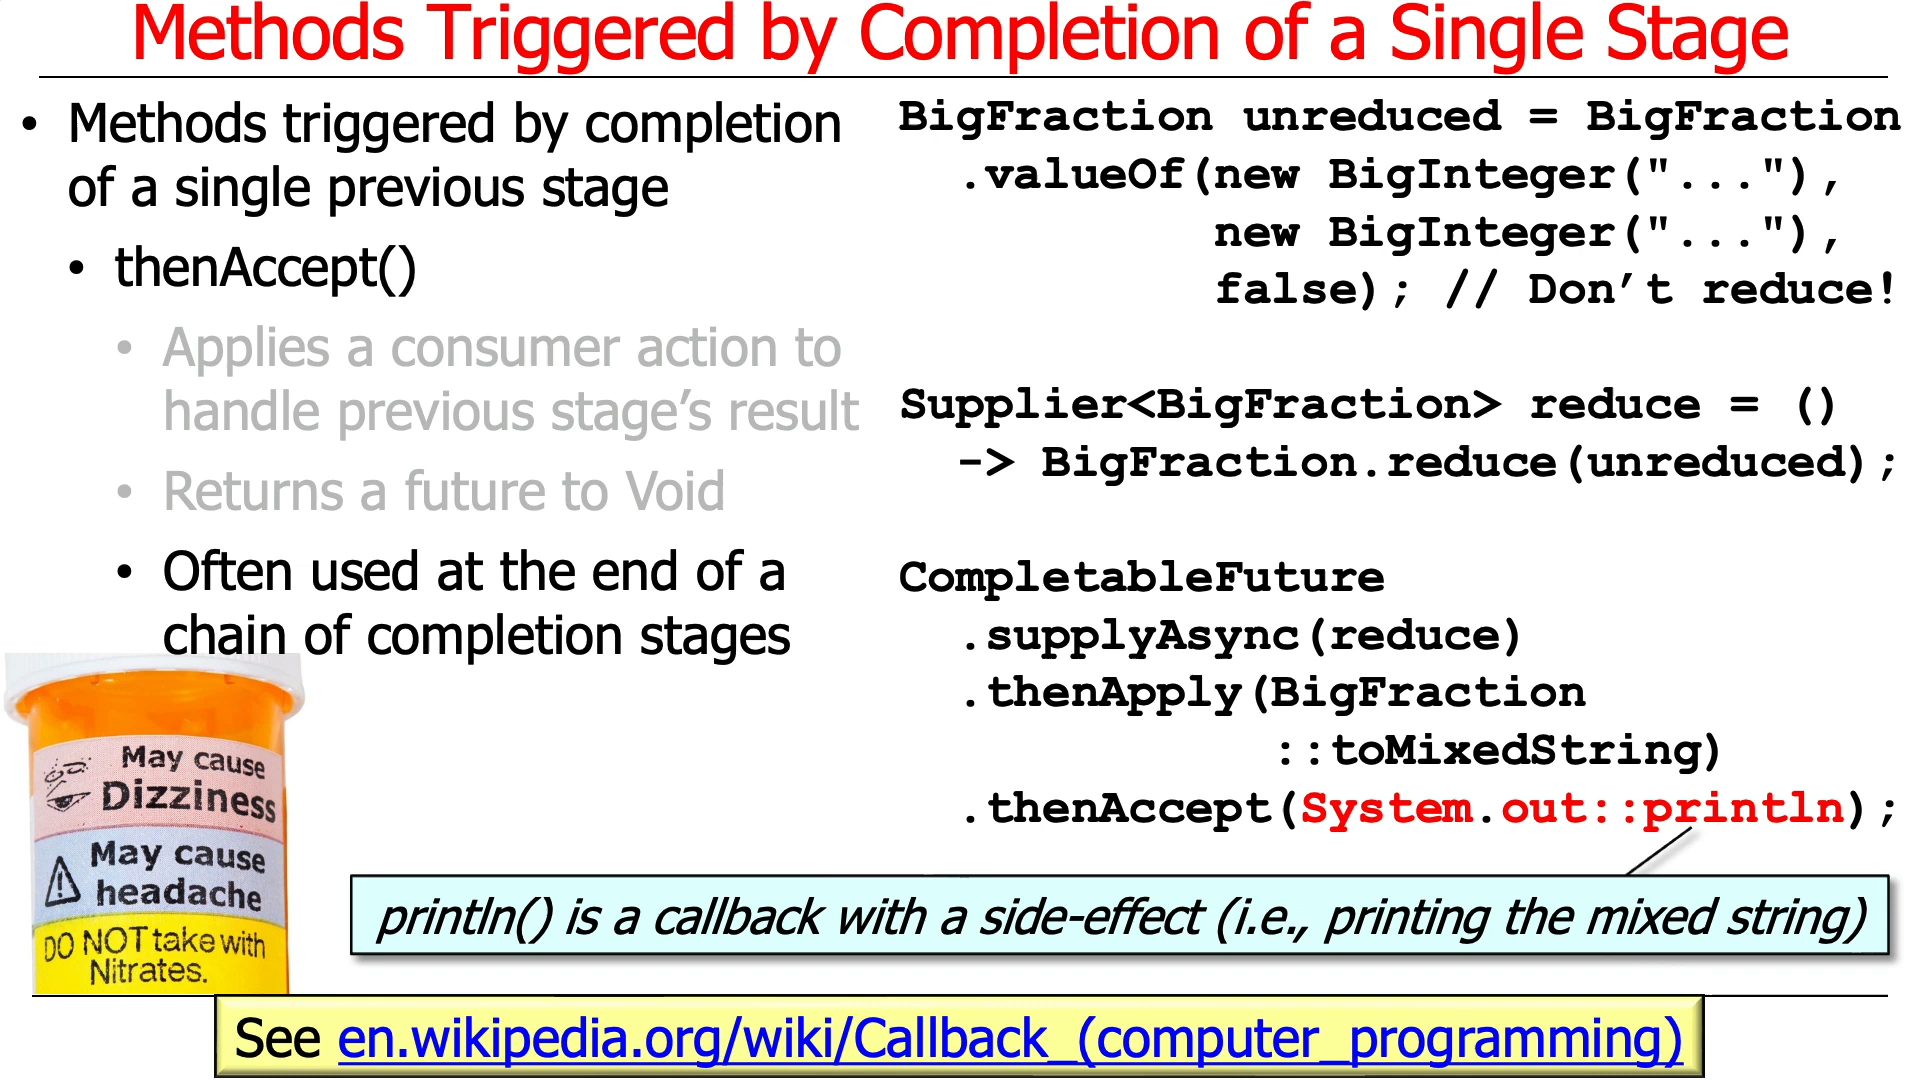 Methods Triggered by Completion of a Single Stage
• Methods triggered by completion
of a single previous stage
• thenAccept()
• Applies a consumer action to
handle previous stage’s result
• Returns a future to Void
• Often used at the end of a
chain of completion stages
BigFraction unreduced = BigFraction
.valueOf(new BigInteger("..."),
new BigInteger("..."),
false); // Don’t reduce!
Supplier<BigFraction> reduce = ()
-> BigFraction.reduce(unreduced);
CompletableFuture
.supplyAsync(reduce)
.thenApply(BigFraction
::toMixedString)
.thenAccept(System.out::println);
May cause
Dizziness
May cause
headache
DO NOT take with
Nitrates.
println() is a callback with a side-effect (i.e., printing the mixed string)
See en.wikipedia.org/wiki/Callback_(computer_programming)